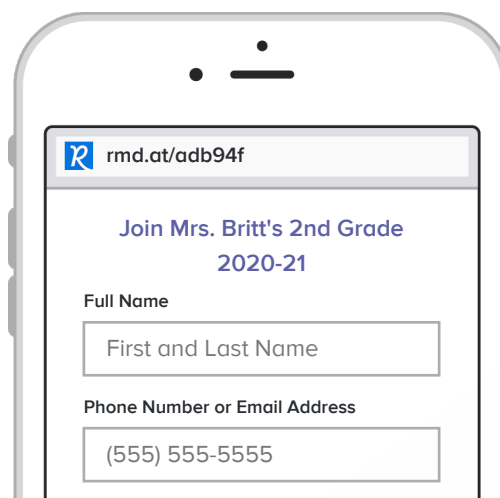 R rmd.at/adb94f
Join Mrs. Britt's 2nd Grade
2020-21
Full Name
First and Last Name
Phone Number or Email Address
(555) 555-5555